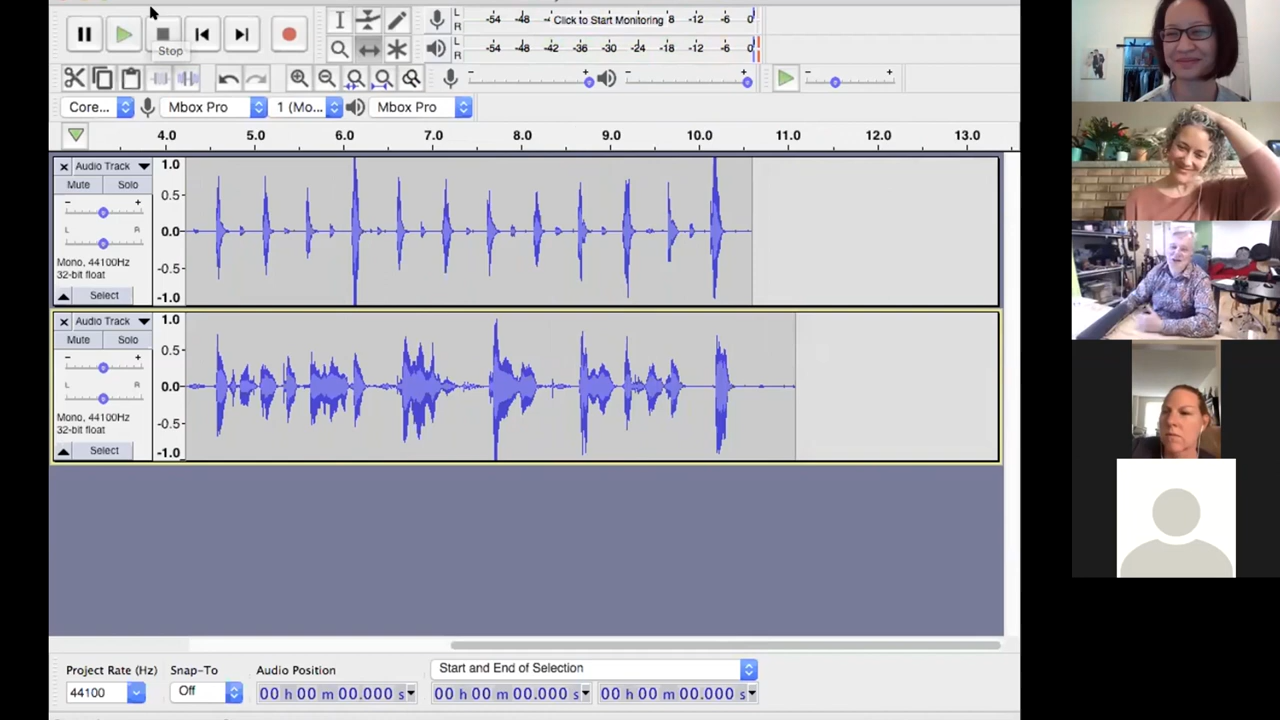 L -54 -48 -4 Click to Start Monitoring 8 -12 -6 0
R
Stop
L -54 -48 -42 -36 -30 -24 -18 -12 -6 0
R
- + - + - +
Core... Mbox Pro 1 (Mo... Mbox Pro
4.0 5.0 6.0 7.0 8.0 9.0 10.0 11.0 12.0 13.0
x Audio Track 1.0
Mute Solo 0.5-
- +
L R 0.0-
Mono, 44100Hz
32-bit float -0.5-
Select -1.0
x Audio Track 1.0
Mute Solo 0.5-
- +
L R 0.0-
Mono, 44100Hz
32-bit float -0.5-
Select -1.0
Project Rate (Hz) Snap-To Audio Position Start and End of Selection
44100 Off 00 h 00 m 00.000 s 00 h 00 m 00.000 s 00 h 00 m 00.000 s